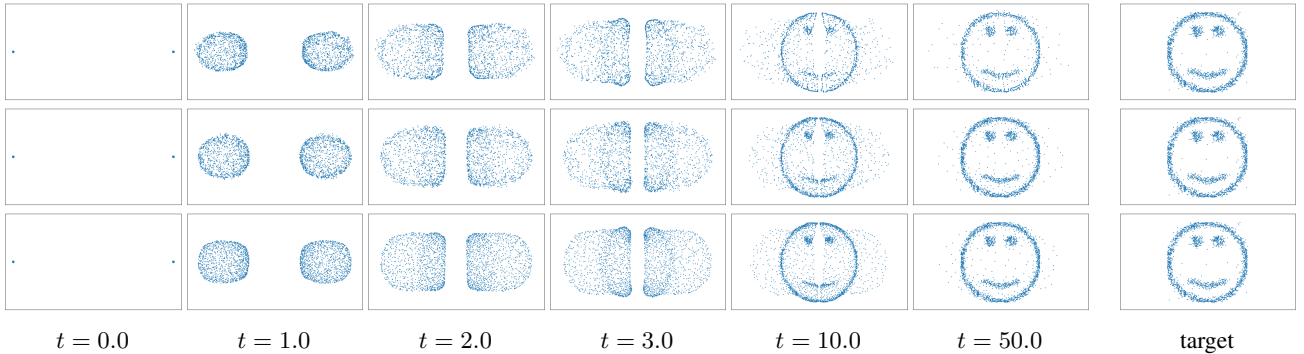 t = 0.0 t = 1.0 t = 2.0 t = 3.0 t = 10.0 t = 50.0 target